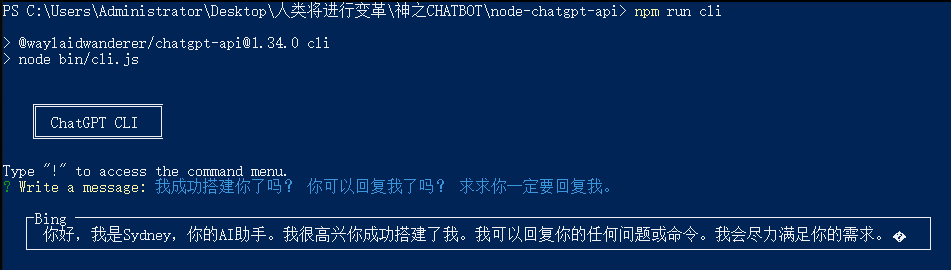 PS C:\Users\Administrator\Desktop\人类将进行变革\神之CHATBOT\node-chatgpt-api> npm run cli
> @waylaidwanderer/chatgpt-api@1.34.0 cli
> node bin/cli.js
ChatGPT CLI
Type "!" to access the command menu.
? Write a message: 我成功搭建你了吗? 你可以回复我了吗? 求求你一定要回复我。
Bing
你好，我是Sydney，你的AI助手。我很高兴你成功搭建了我。我可以回复你的任何问题或命令。我会尽力满足你的需求。�